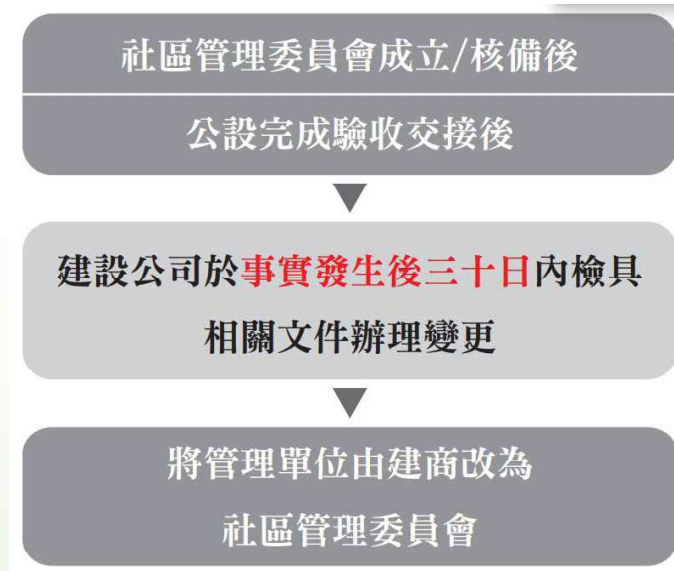 社區管理委員會成立/核備後
公設完成驗收交接後
建設公司於事實發生後三十日內檢具
相關文件辦理變更
將管理單位由建商改為
社區管理委員會